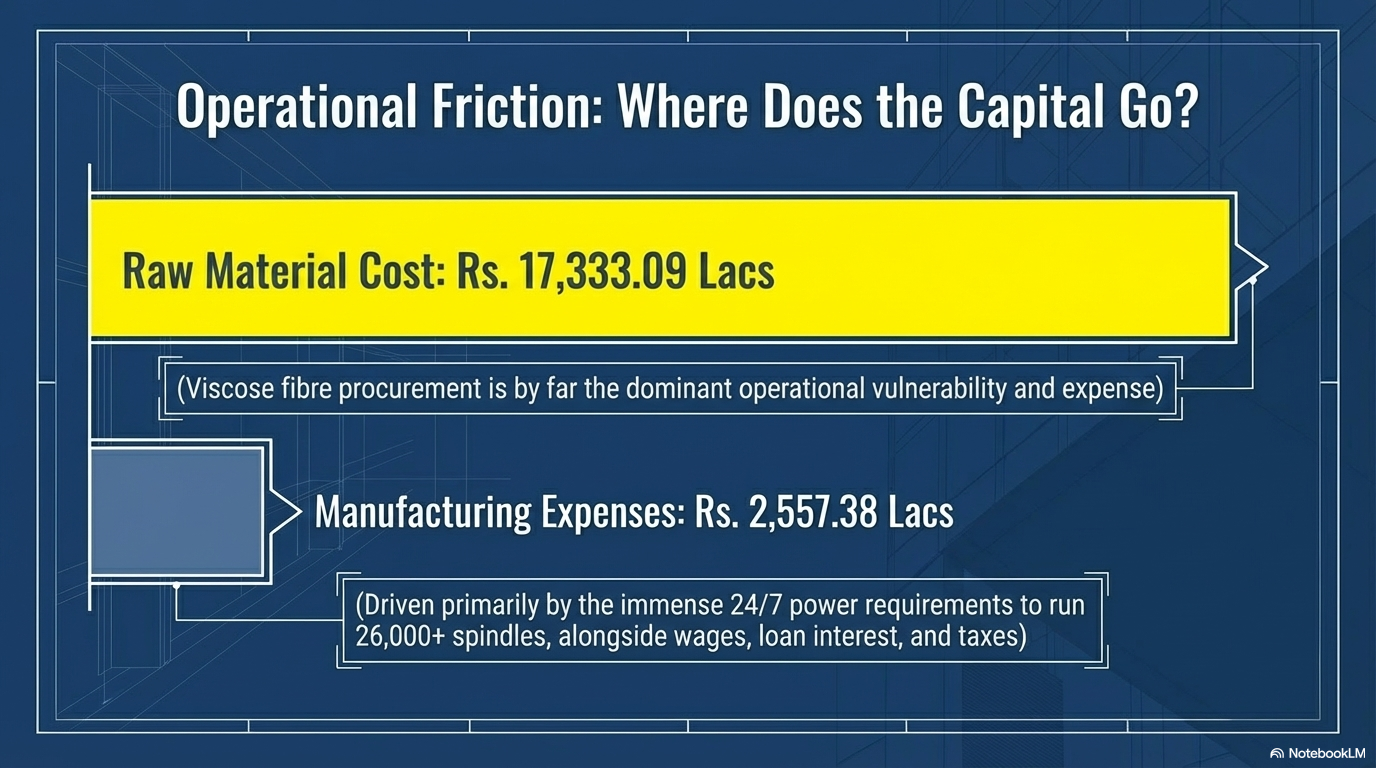 Operational Friction: Where Does the Capital Go?
Raw Material Cost: Rs. 17,333.09 Lacs
(Viscose fibre procurement is by far the dominant operational vulnerability and expense)
Manufacturing Expenses: Rs. 2,557.38 Lacs
(Driven primarily by the immense 24/7 power requirements to run
26,000+ spindles, alongside wages, loan interest, and taxes)
NotebookLM